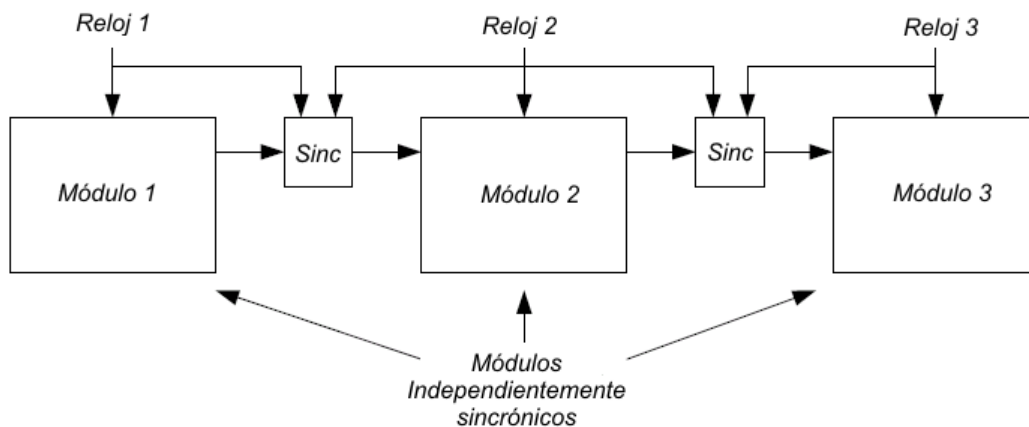 Reloj 1
Reloj 2
Reloj 3
Módulo 1
Sinc
Módulo 2
Sinc
Módulo 3
Módulos
Independientemente
sincrónicos